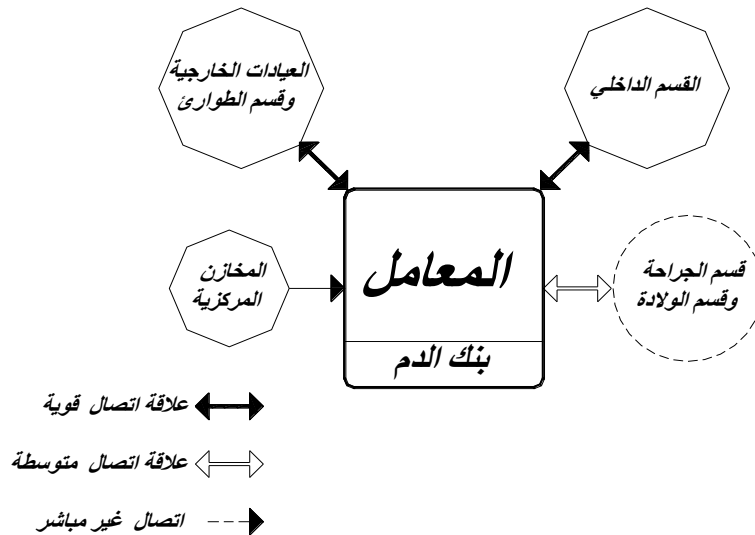 القسم الداخلي
العيادات الخارجية
وقسم الطوارئ
المعامل
بنك الدم
قسم الجراحة
وقسم الولادة
المخازن
المركزية
علاقة اتصال قوية
علاقة اتصال متوسطة
اتصال غير مباشر